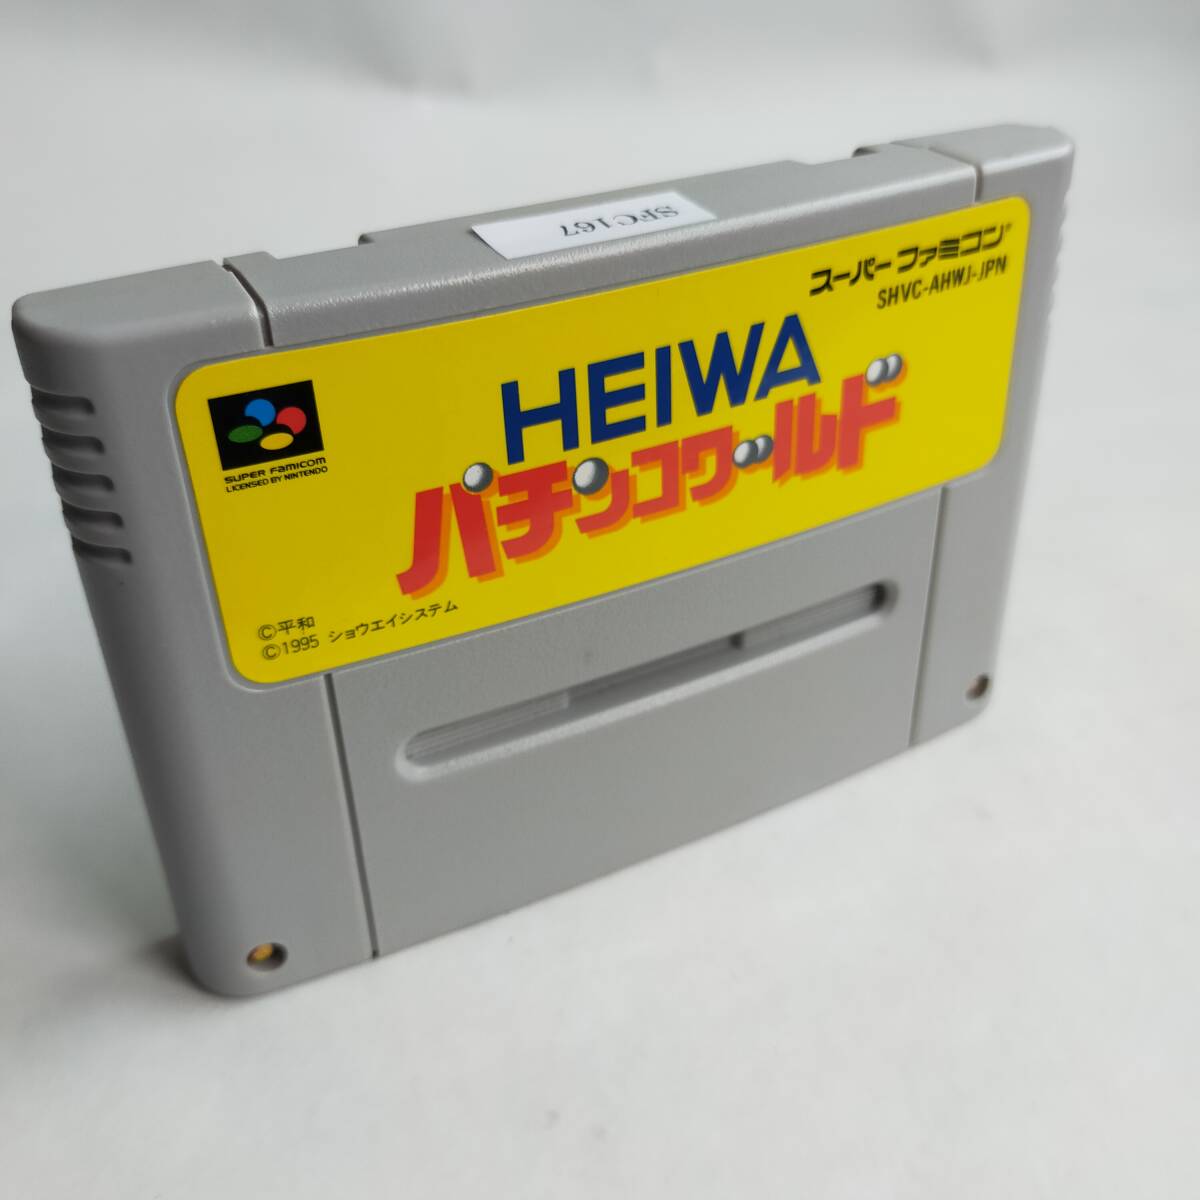 SFC167
スーパーファミコン®
SHVC-AHWJ-JPN
HEIWA
パチンコワールド
SUPER FAMICOM
LICENSED BY NINTENDO
©平和
©1995 ショウエイシステム